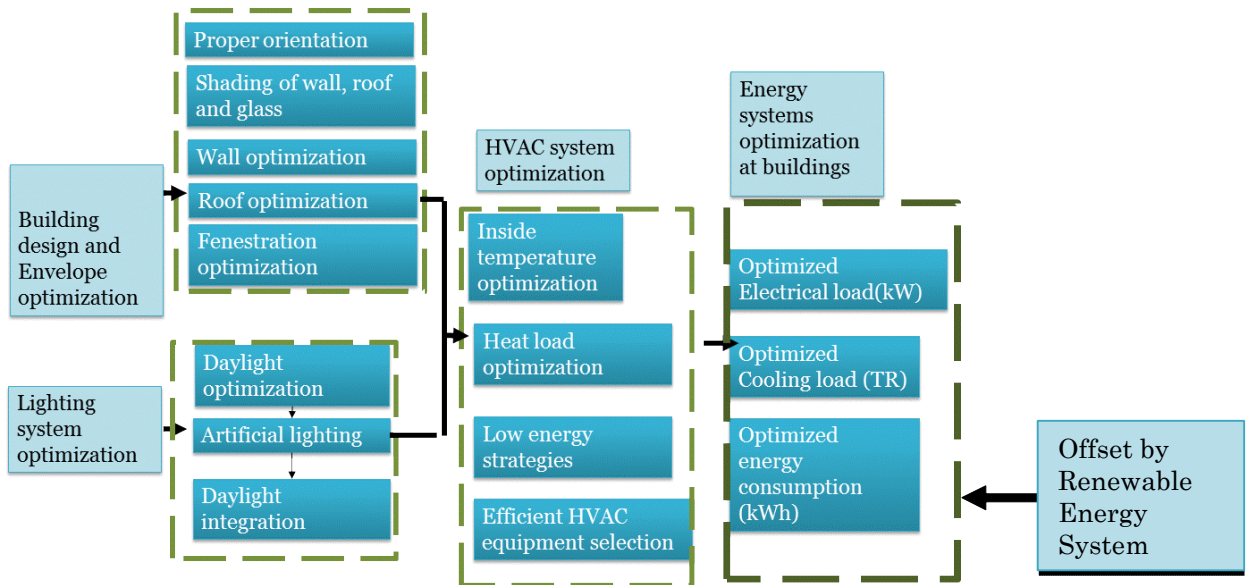 Building
design and
Envelope
optimization
Proper orientation
Shading of wall, roof
and glass
Wall optimization
Roof optimization
Fenestration
optimization
Lighting
system
optimization
Daylight
optimization
Artificial lighting
Daylight
integration
HVAC system
optimization
Inside
temperature
optimization
Heat load
optimization
Low energy
strategies
Efficient HVAC
equipment selection
Energy
systems
optimization
at buildings
Optimized
Electrical load(kW)
Optimized
Cooling load (TR)
Optimized
energy
consumption
(kWh)
Offset by
Renewable
Energy
System